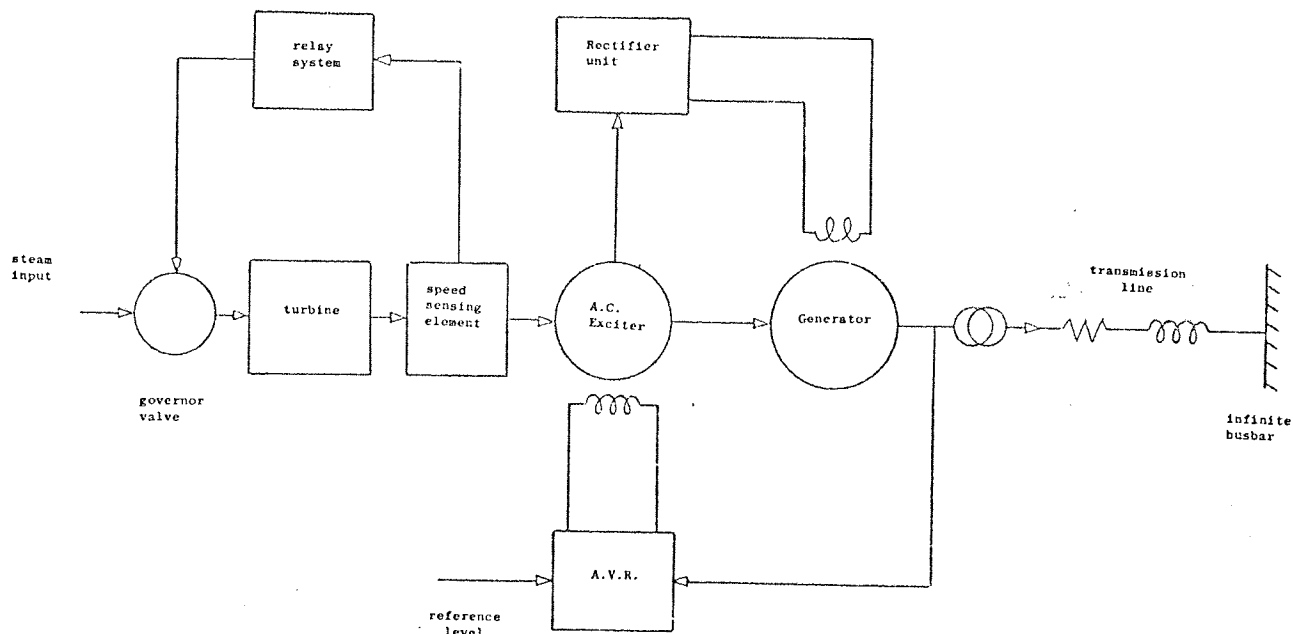 relay
system
Rectifier
unit
steam
input
turbine
speed
sensing
element
A.C.
Exciter
Generator
transmission
line
governor
valve
infinite
busbar
A.V.R.
reference
level